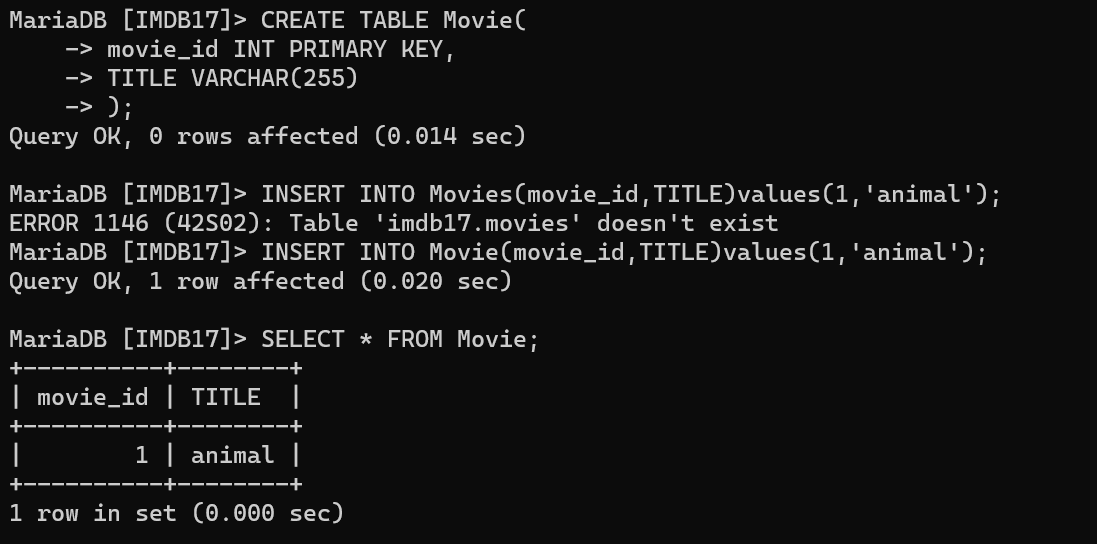 MariaDB [IMDB17]> CREATE TABLE Movie(
    -> movie_id INT PRIMARY KEY,
    -> TITLE VARCHAR(255)
    -> );
Query OK, 0 rows affected (0.014 sec)

MariaDB [IMDB17]> INSERT INTO Movies(movie_id,TITLE)values(1,'animal');
ERROR 1146 (42S02): Table 'imdb17.movies' doesn't exist
MariaDB [IMDB17]> INSERT INTO Movie(movie_id,TITLE)values(1,'animal');
Query OK, 1 row affected (0.020 sec)

MariaDB [IMDB17]> SELECT * FROM Movie;
+----------+--------+
| movie_id | TITLE  |
+----------+--------+
|        1 | animal |
+----------+--------+
1 row in set (0.000 sec)